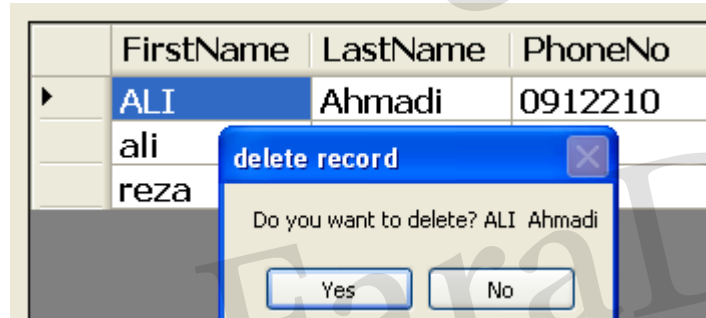 FirstName LastName PhoneNo
ALI Ahmadi 0912210
ali
reza
delete record
Do you want to delete? ALI Ahmadi
Yes No